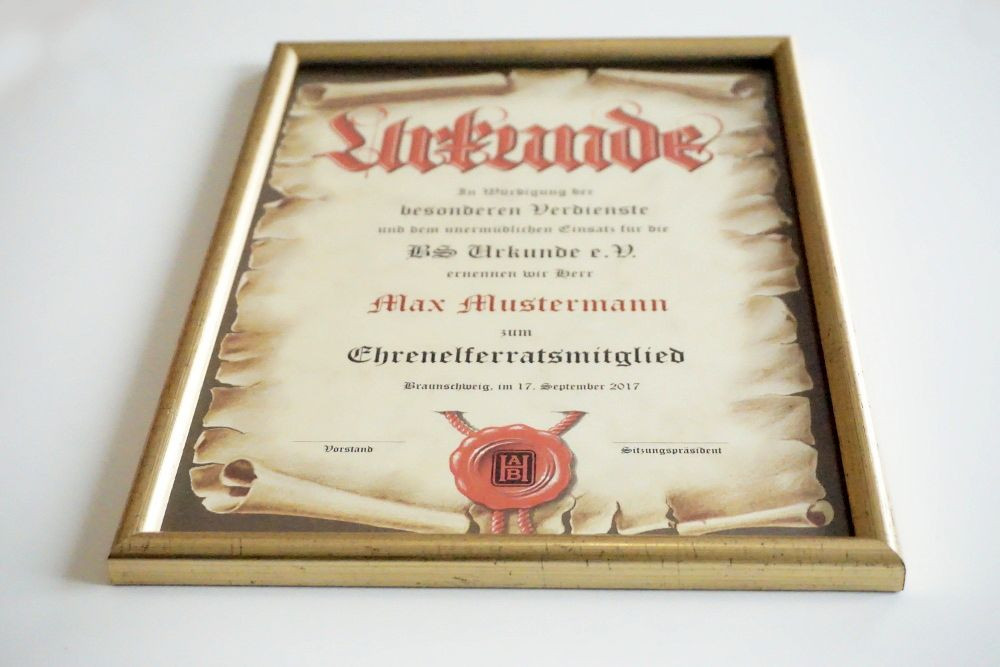 Urkunde
In Würdigung der
besonderen Verdienste
und dem unermüdlichen Einsatz für die
BS Urkunde e.V.
ernennen wir Herr
Max Mustermann
zum
Ehrenelferratsmitglied
Braunschweig, im 17. September 2017
Vorstand
Sitzungspräsident
HABI